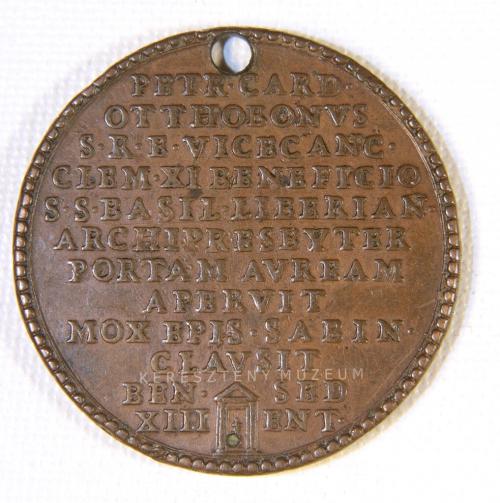 PETR·CARD·
OTTHOBONVS
S·R·E·VICECANC·
CLEM·XI BENEFICIO
S·S·BASIL·LIBERIAN·
ARCHIPRESBYTER
PORTAM AVREAM
APERVIT
MOX EPIS·SABIN·
CLAVSIT
KERESZTÉNY MÚZEUM
BEN· SED
XIII ENT·